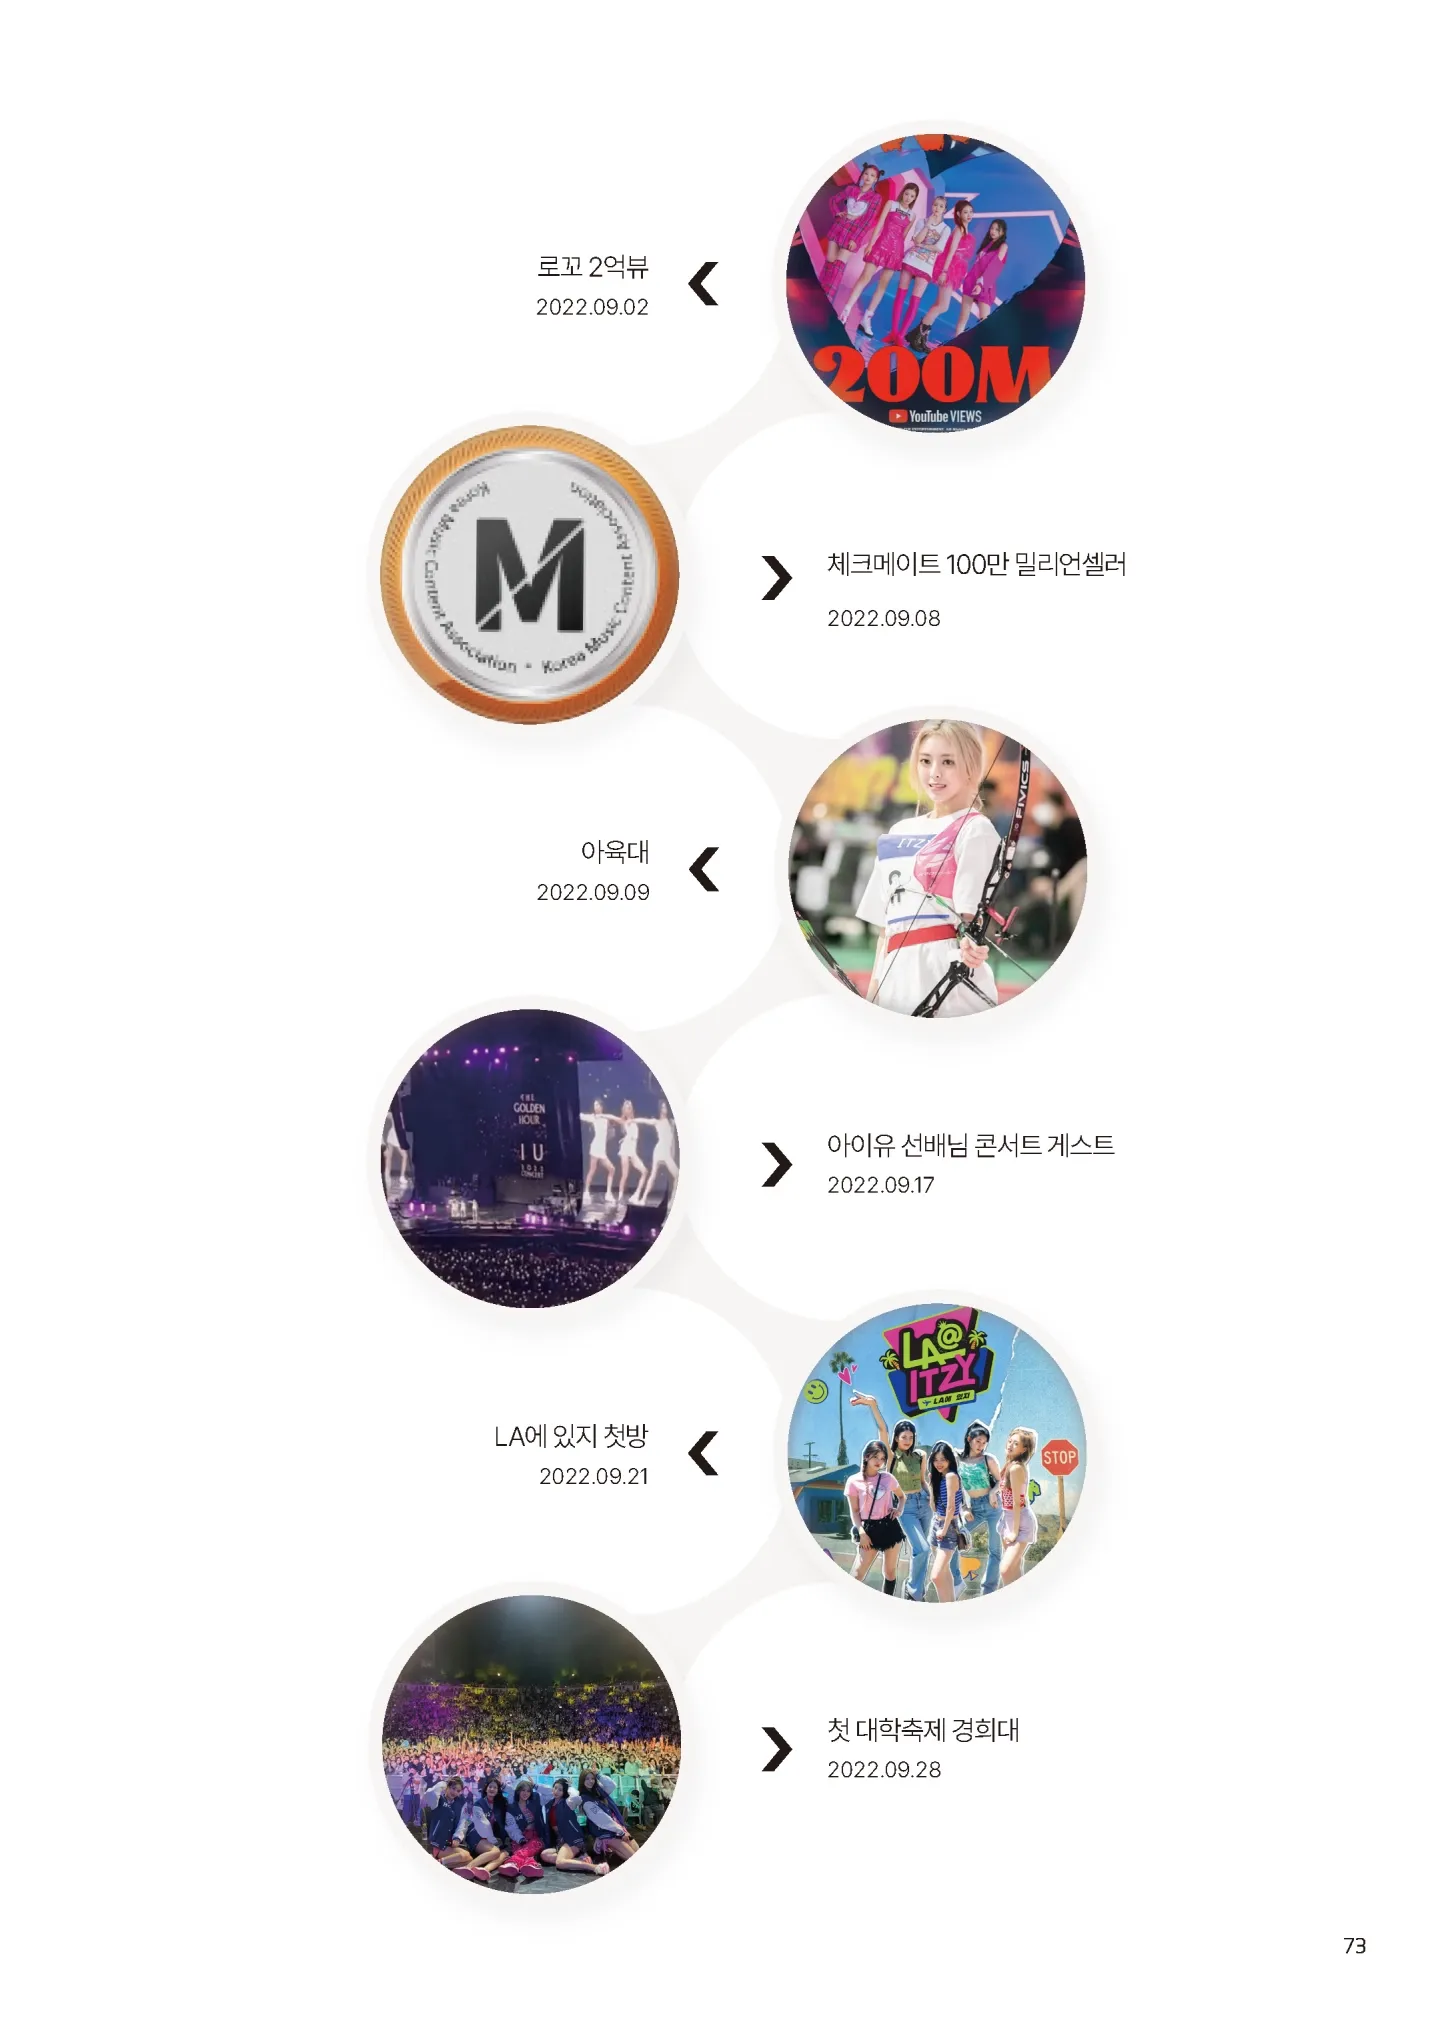 200M
YouTube VIEWS
로꼬 2억뷰
2022.09.02
Korea Music Content Association • Korea Music Content Association
M
체크메이트 100만 밀리언셀러
2022.09.08
FIVICS
ITZY
아육대
2022.09.09
THE
GOLDEN
HOUR
IU
2022
CONCERT
아이유 선배님 콘서트 게스트
2022.09.17
LA@
ITZY
LA에 있지
STOP
LA에 있지 첫방
2022.09.21
첫 대학축제 경희대
2022.09.28
73